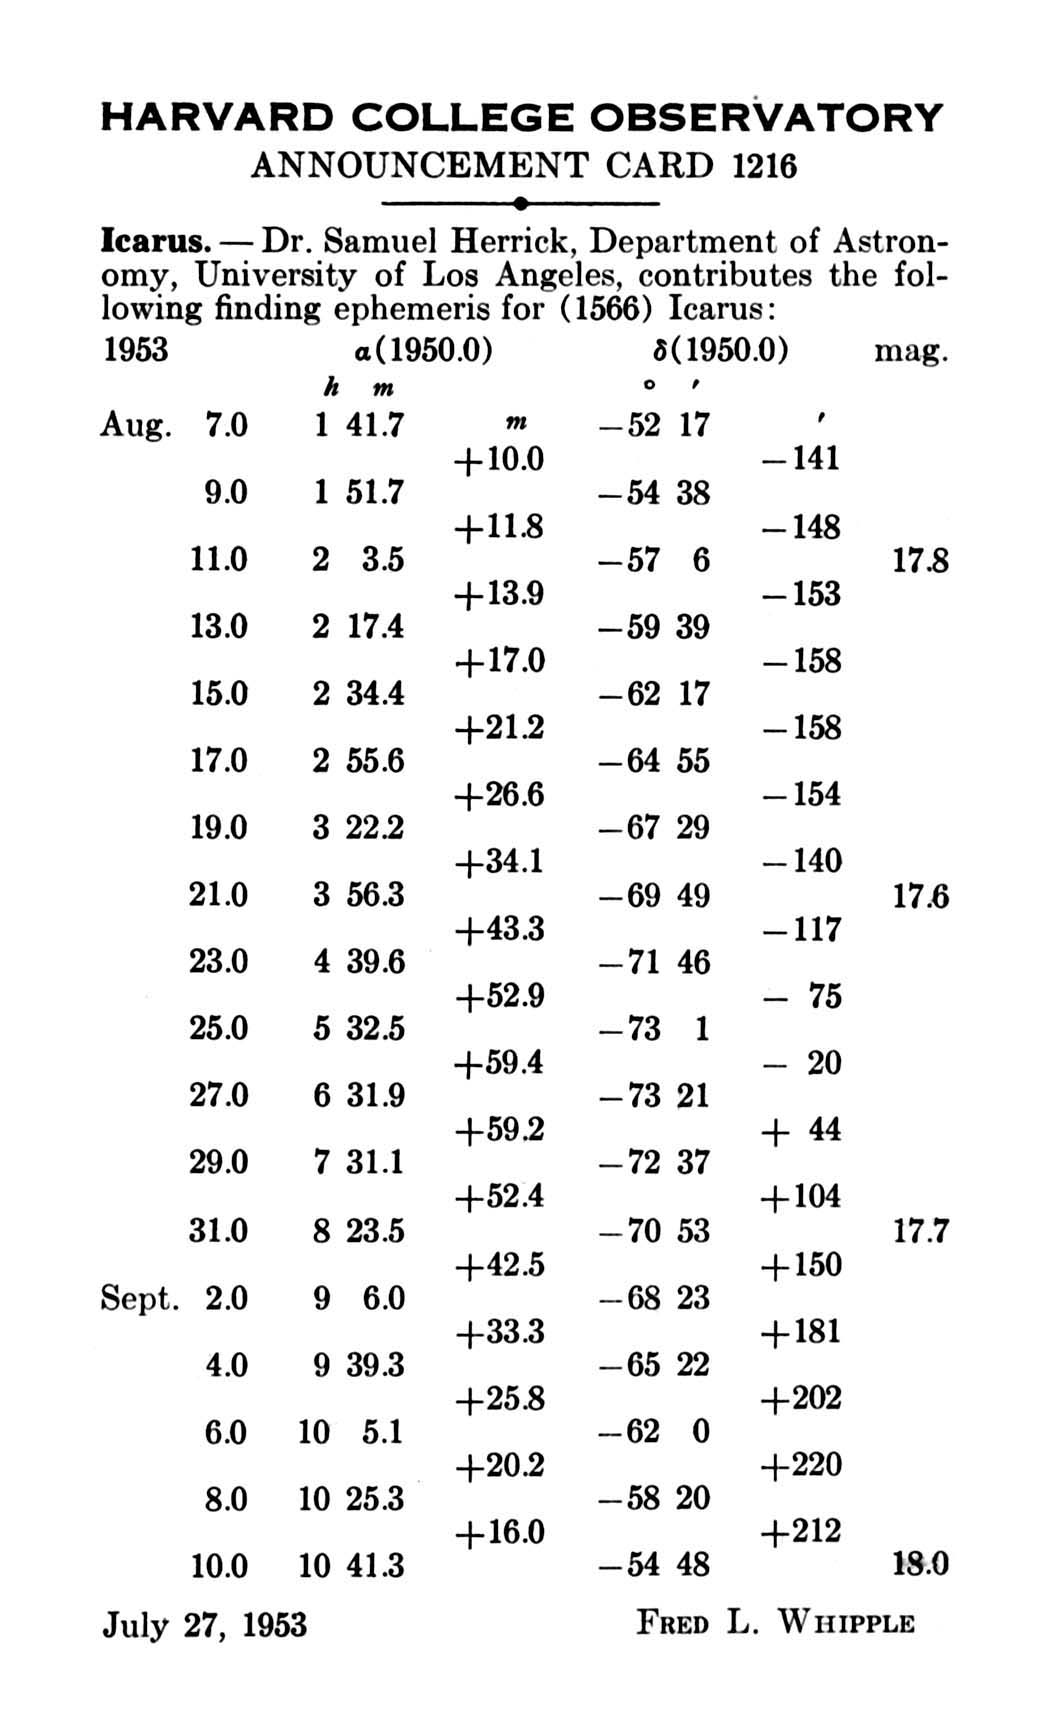 HARVARD COLLEGE OBSERVATORY
ANNOUNCEMENT CARD 1216
Icarus. — Dr. Samuel Herrick, Department of Astron-
omy, University of Los Angeles, contributes the fol-
lowing finding ephemeris for (1566) Icarus:
1953 α(1950.0) δ(1950.0) mag.
h m ° ′
Aug. 7.0 1 41.7 m −52 17 ′
+10.0 −141
9.0 1 51.7 −54 38
+11.8 −148
11.0 2 3.5 −57 6 17.8
+13.9 −153
13.0 2 17.4 −59 39
+17.0 −158
15.0 2 34.4 −62 17
+21.2 −158
17.0 2 55.6 −64 55
+26.6 −154
19.0 3 22.2 −67 29
+34.1 −140
21.0 3 56.3 −69 49 17.6
+43.3 −117
23.0 4 39.6 −71 46
+52.9 − 75
25.0 5 32.5 −73 1
+59.4 − 20
27.0 6 31.9 −73 21
+59.2 + 44
29.0 7 31.1 −72 37
+52.4 +104
31.0 8 23.5 −70 53 17.7
+42.5 +150
Sept. 2.0 9 6.0 −68 23
+33.3 +181
4.0 9 39.3 −65 22
+25.8 +202
6.0 10 5.1 −62 0
+20.2 +220
8.0 10 25.3 −58 20
+16.0 +212
10.0 10 41.3 −54 48 18.0
July 27, 1953 FRED L. WHIPPLE